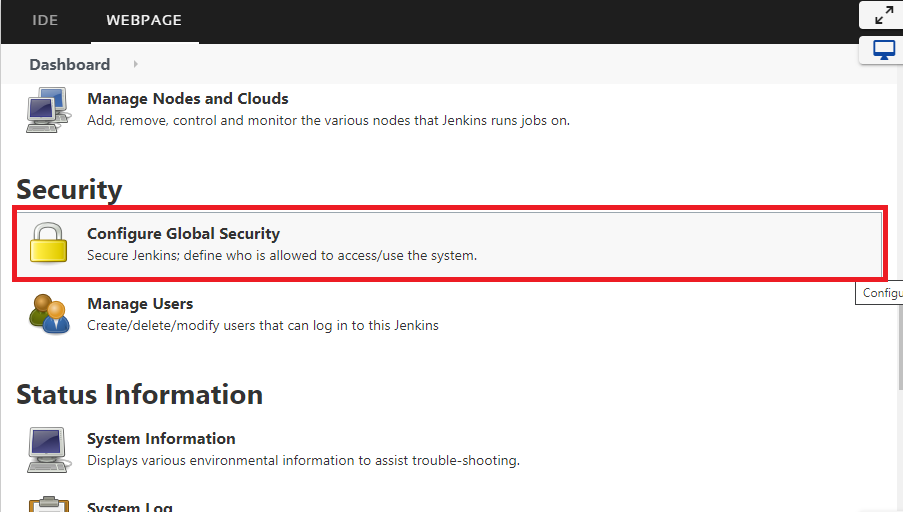 IDE WEBPAGE
Dashboard
Manage Nodes and Clouds
Add, remove, control and monitor the various nodes that Jenkins runs jobs on.
Security
Configure Global Security
Secure Jenkins; define who is allowed to access/use the system.
Configu
Manage Users
Create/delete/modify users that can log in to this Jenkins
Status Information
System Information
Displays various environmental information to assist trouble-shooting.
System Log